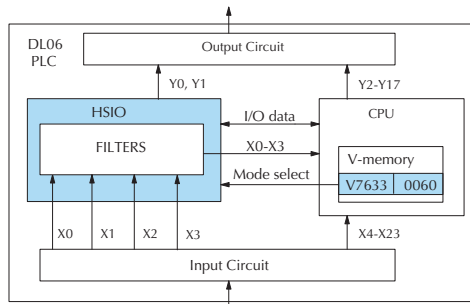 DL06
PLC
Output Circuit
Y0, Y1
Y2-Y17
HSIO
I/O data
CPU
FILTERS
X0-X3
V-memory
Mode select
V7633 0060
X0 X1 X2 X3
X4-X23
Input Circuit